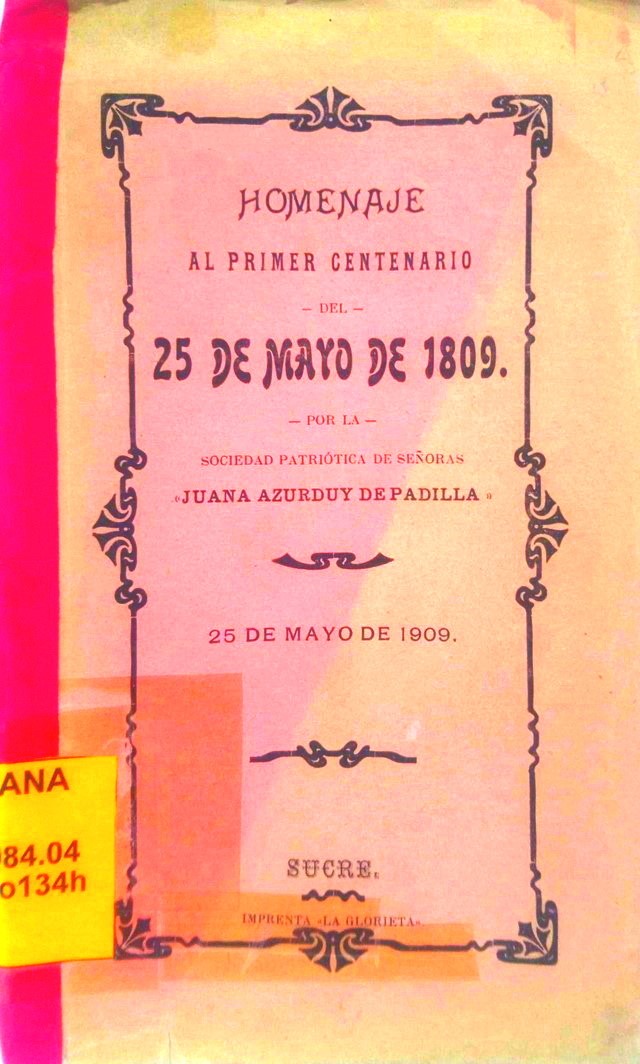 HOMENAJE
AL PRIMER CENTENARIO
— DEL —
25 DE MAYO DE 1809.
— POR LA —
SOCIEDAD PATRIÓTICA DE SEÑORAS
«JUANA AZURDUY DE PADILLA»
25 DE MAYO DE 1909.
SUCRE.
IMPRENTA «LA GLORIETA».
ANA
984.04
o134h